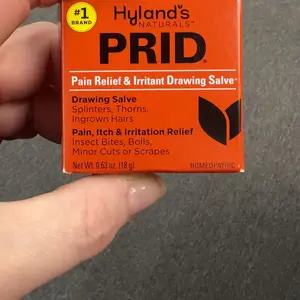 #1
BRAND
Hyland's
NATURALS™
PRID®
Pain Relief & Irritant Drawing Salve*
Drawing Salve
Splinters, Thorns,
Ingrown Hairs
Pain, Itch & Irritation Relief
Insect Bites, Boils,
Minor Cuts or Scrapes
Net Wt. 0.63 oz. (18 g)
HOMEOPATHIC